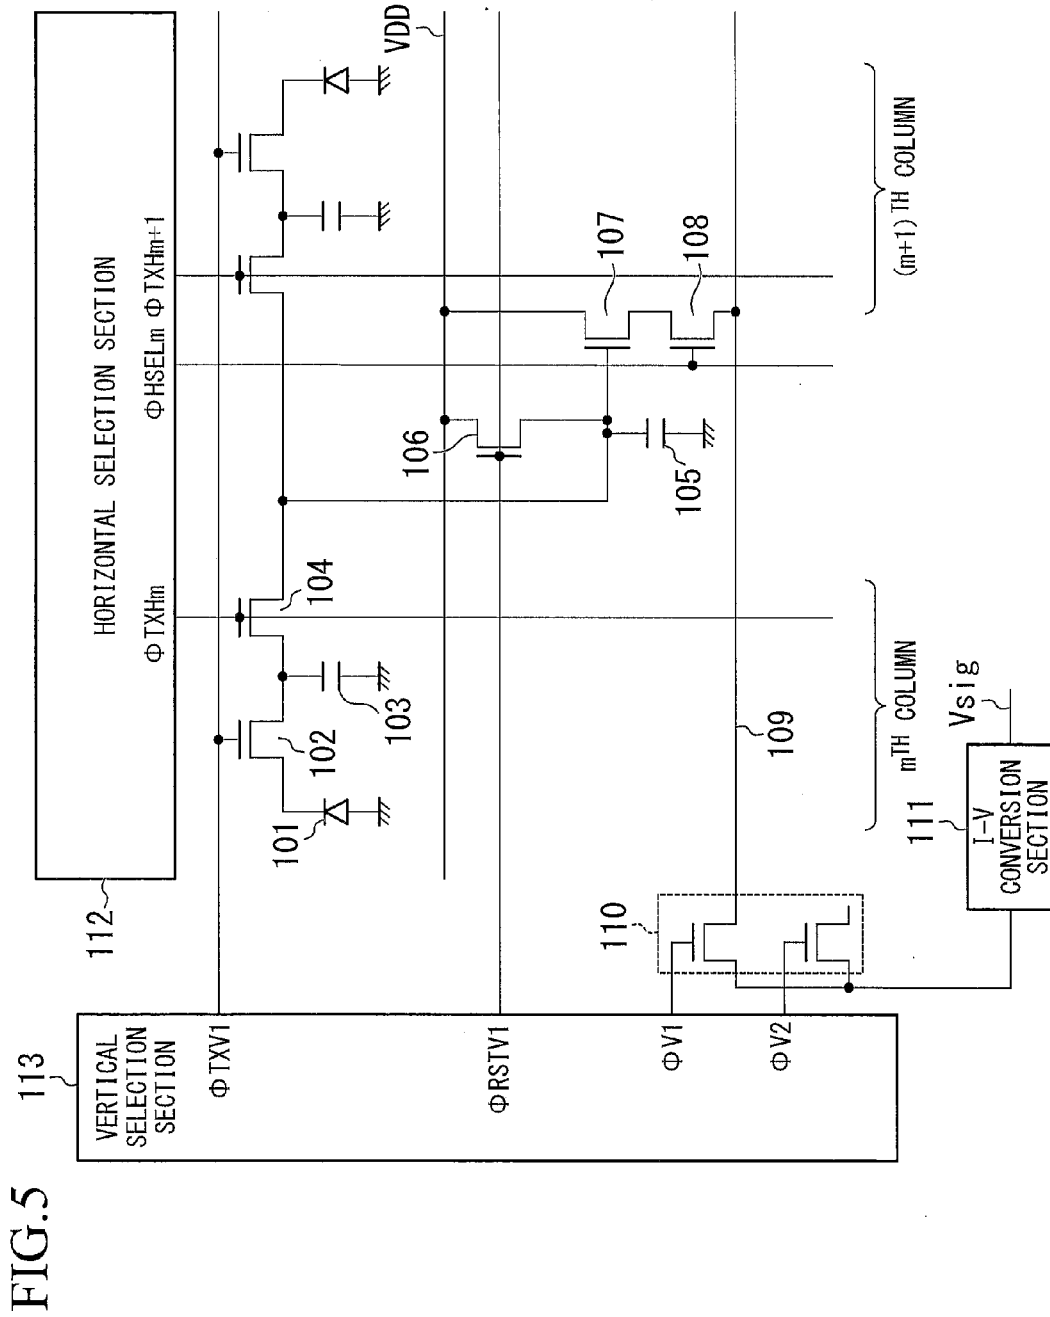 FIG.5
113
VERTICAL
SELECTION
SECTION
ΦTXV1
ΦRSTV1
ΦV1
ΦV2
112
HORIZONTAL SELECTION SECTION
ΦTXHm
ΦHSELm
ΦTXHm+1
VDD
101
102
103
104
105
106
107
108
109
110
111
I-V
CONVERSION
SECTION
Vsig
mTH COLUMN
(m+1)TH COLUMN